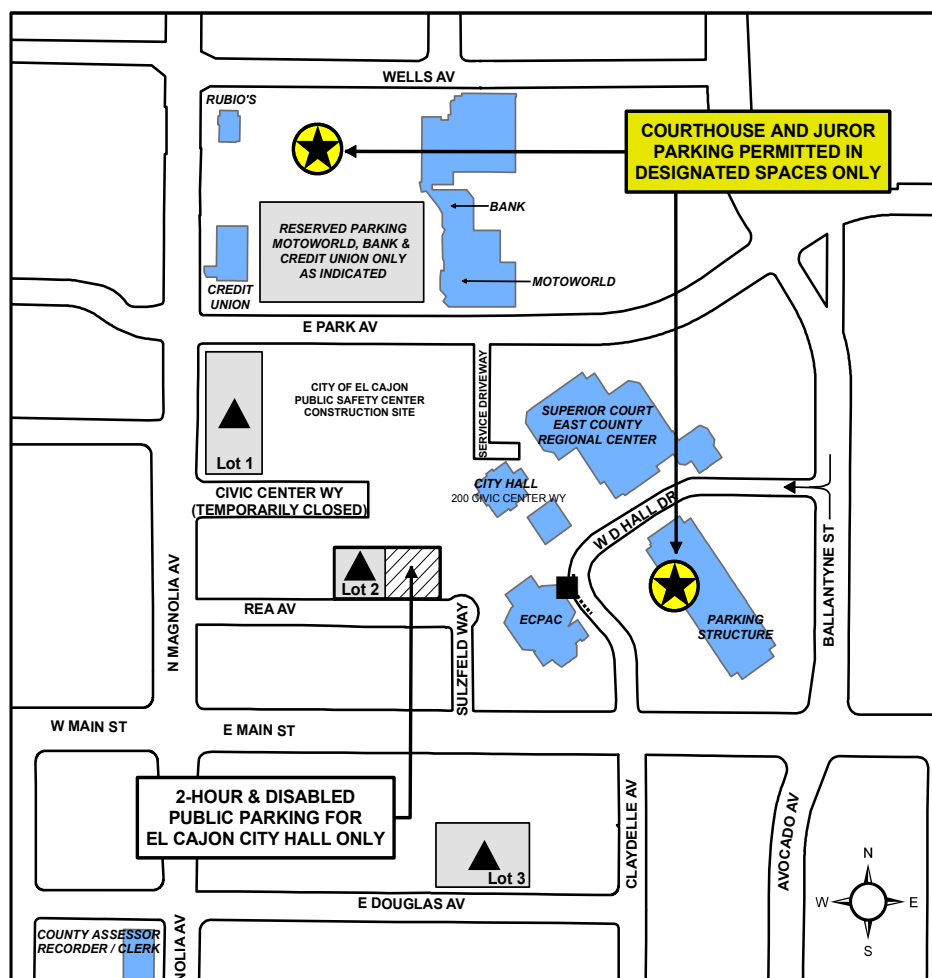 WELLS AV
RUBIO'S
COURTHOUSE AND JUROR
PARKING PERMITTED IN
DESIGNATED SPACES ONLY
BANK
RESERVED PARKING
MOTOWORLD, BANK &
CREDIT UNION ONLY
AS INDICATED
MOTOWORLD
CREDIT
UNION
E PARK AV
CITY OF EL CAJON
PUBLIC SAFETY CENTER
CONSTRUCTION SITE
SERVICE DRIVEWAY
SUPERIOR COURT
EAST COUNTY
REGIONAL CENTER
Lot 1
CITY HALL
200 CIVIC CENTER WY
CIVIC CENTER WY
(TEMPORARILY CLOSED)
W D HALL DR
N MAGNOLIA AV
BALLANTYNE ST
Lot 2
REA AV
SULZFELD WAY
ECPAC
PARKING
STRUCTURE
W MAIN ST
E MAIN ST
2-HOUR & DISABLED
PUBLIC PARKING FOR
EL CAJON CITY HALL ONLY
CLAYDELLE AV
AVOCADO AV
Lot 3
N
W
E
S
E DOUGLAS AV
COUNTY ASSESSOR
RECORDER / CLERK
NOLIA AV